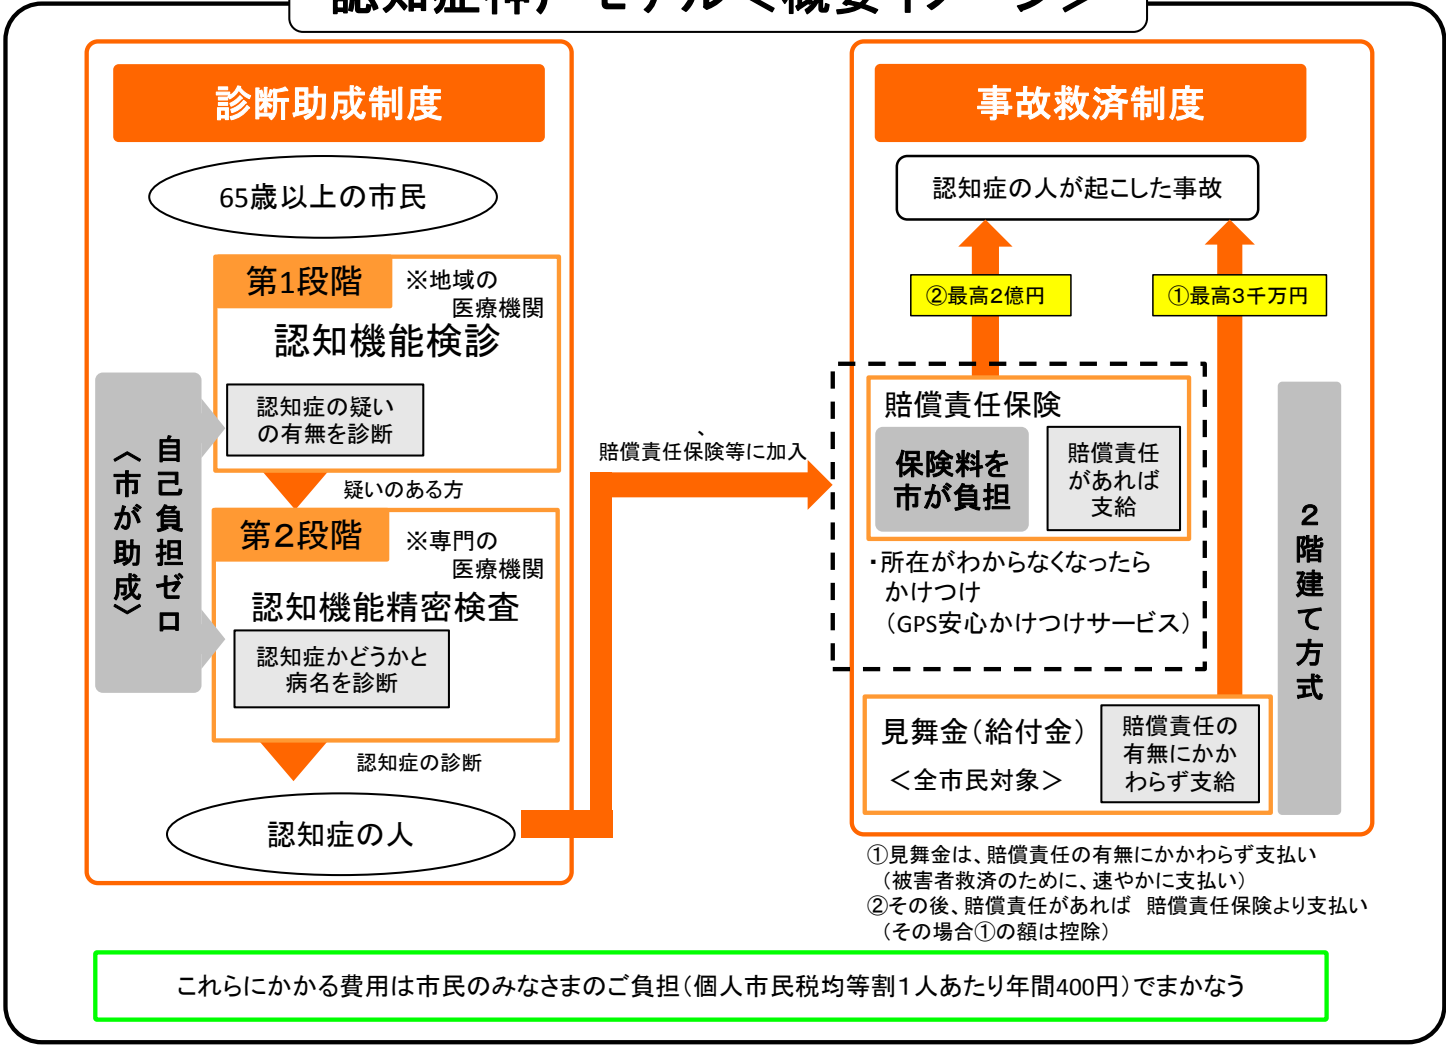 診断助成制度
65歳以上の市民
第1段階
※地域の
医療機関
認知機能検診
認知症の疑い
の有無を診断
自己負担ゼロ
〈市が助成〉
疑いのある方
第2段階
※専門の
医療機関
認知機能精密検査
認知症かどうかと
病名を診断
認知症の診断
認知症の人
、
賠償責任保険等に加入
事故救済制度
認知症の人が起こした事故
②最高2億円
①最高3千万円
賠償責任保険
保険料を
市が負担
賠償責任
があれば
支給
・所在がわからなくなったら
かけつけ
（GPS安心かけつけサービス）
2階建て方式
見舞金（給付金）
＜全市民対象＞
賠償責任の
有無にかか
わらず支給
①見舞金は、賠償責任の有無にかかわらず支払い
（被害者救済のために、速やかに支払い）
②その後、賠償責任があれば　賠償責任保険より支払い
（その場合①の額は控除）
これらにかかる費用は市民のみなさまのご負担（個人市民税均等割1人あたり年間400円）でまかなう